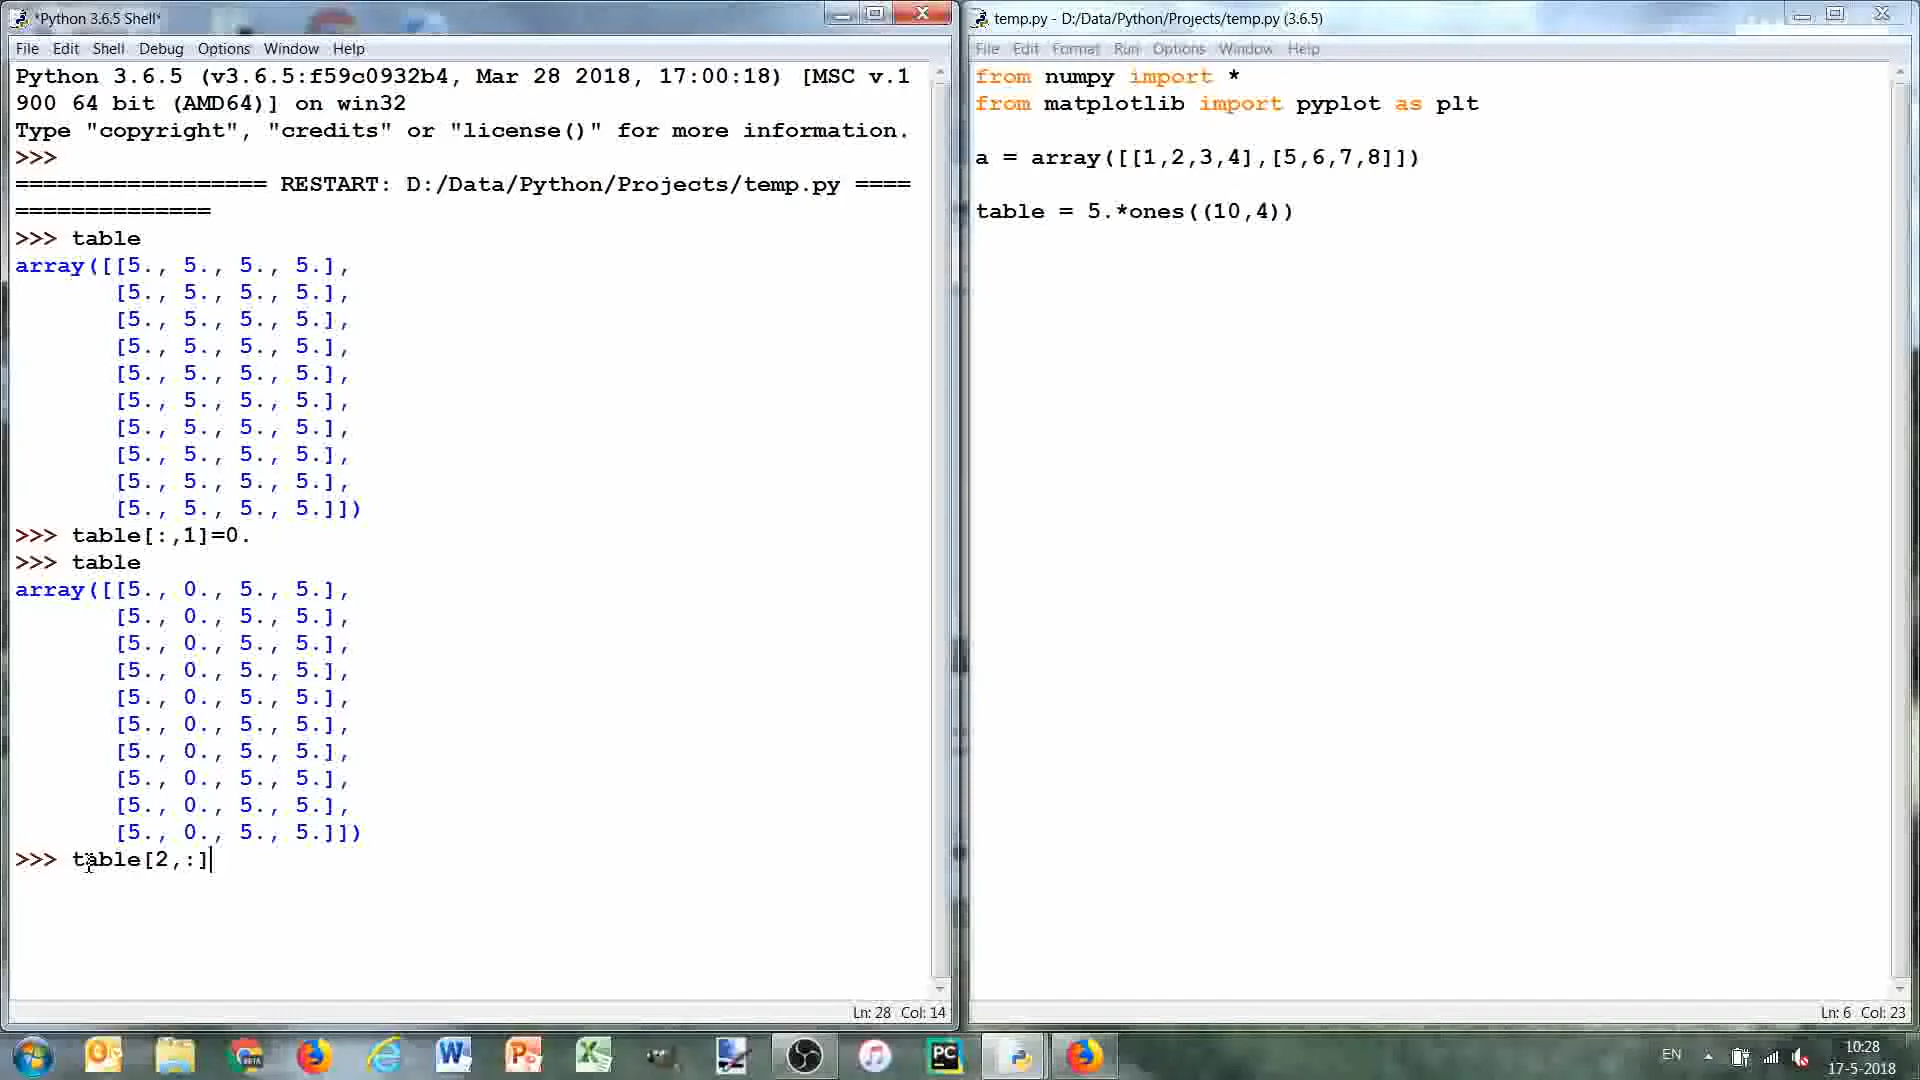 *Python 3.6.5 Shell*
File Edit Shell Debug Options Window Help
Python 3.6.5 (v3.6.5:f59c0932b4, Mar 28 2018, 17:00:18) [MSC v.1
900 64 bit (AMD64)] on win32
Type "copyright", "credits" or "license()" for more information.
>>>
================== RESTART: D:/Data/Python/Projects/temp.py ====
==============
>>> table
array([[5., 5., 5., 5.],
[5., 5., 5., 5.],
[5., 5., 5., 5.],
[5., 5., 5., 5.],
[5., 5., 5., 5.],
[5., 5., 5., 5.],
[5., 5., 5., 5.],
[5., 5., 5., 5.],
[5., 5., 5., 5.],
[5., 5., 5., 5.]])
>>> table[:,1]=0.
>>> table
array([[5., 0., 5., 5.],
[5., 0., 5., 5.],
[5., 0., 5., 5.],
[5., 0., 5., 5.],
[5., 0., 5., 5.],
[5., 0., 5., 5.],
[5., 0., 5., 5.],
[5., 0., 5., 5.],
[5., 0., 5., 5.],
[5., 0., 5., 5.]])
>>> table[2,:]
Ln: 28 Col: 14
temp.py - D:/Data/Python/Projects/temp.py (3.6.5)
File Edit Format Run Options Window Help
from numpy import *
from matplotlib import pyplot as plt
a = array([[1,2,3,4],[5,6,7,8]])
table = 5.*ones((10,4))
Ln: 6 Col: 23
BETA
PC
EN
10:28
17-5-2018